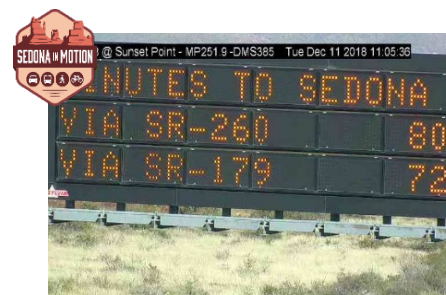 SEDONA IN MOTION
@ Sunset Point - MP251.9 -DMS385 Tue Dec 11 2018 11:05:36
NUTES TO SEDONA
VIA SR-260 80
VIA SR-179 72